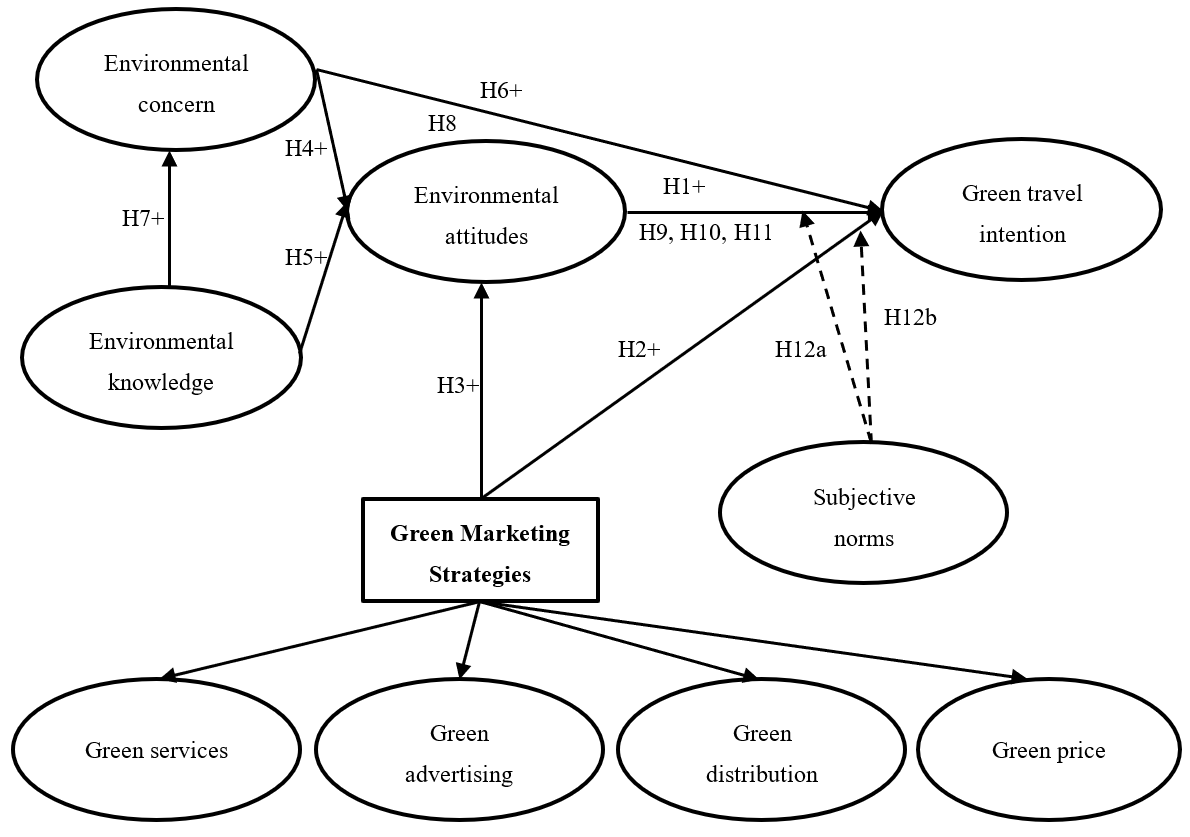 Environmental
concern
H6+
H8
H4+
Environmental
attitudes
H1+
Green travel
intention
H7+
H9, H10, H11
H5+
Environmental
knowledge
H12b
H2+
H12a
H3+
Subjective
norms
Green Marketing
Strategies
Green services
Green
advertising
Green
distribution
Green price